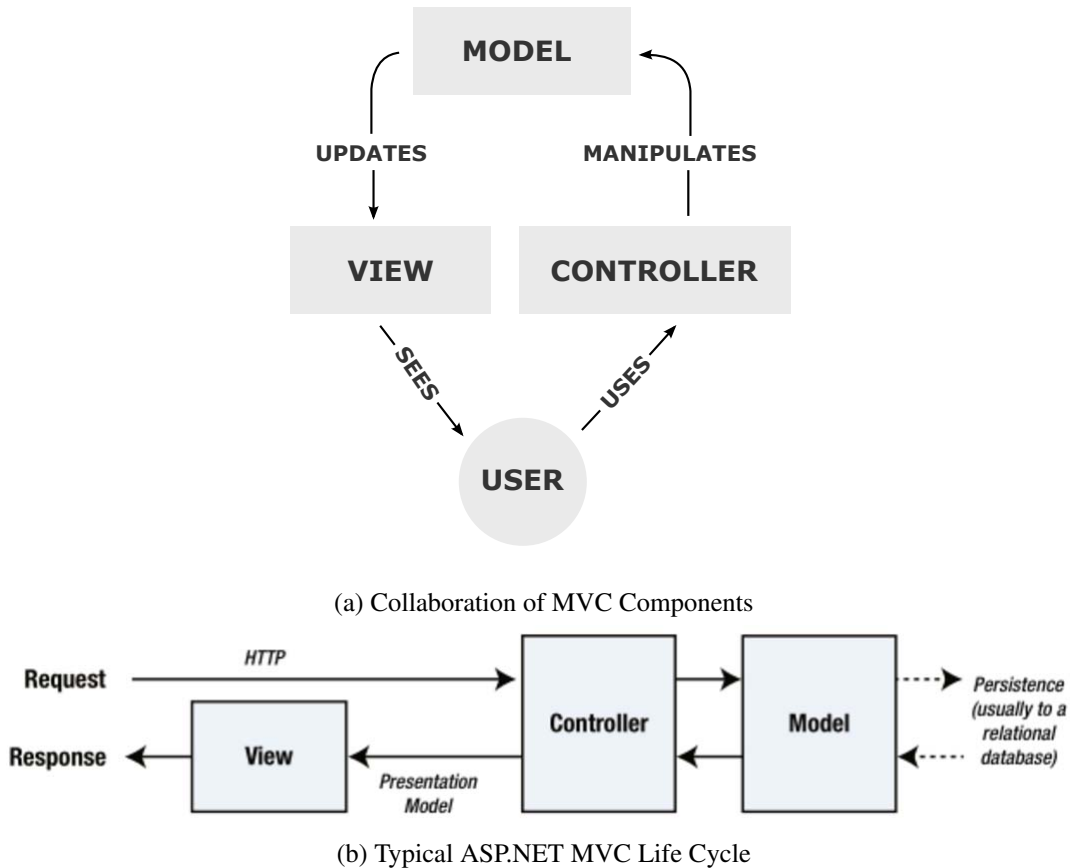 MODEL
UPDATES
MANIPULATES
VIEW
CONTROLLER
SEES
USES
USER
(a) Collaboration of MVC Components
HTTP
Request
Controller
Model
Persistence
(usually to a
relational
database)
Response
View
Presentation
Model
(b) Typical ASP.NET MVC Life Cycle